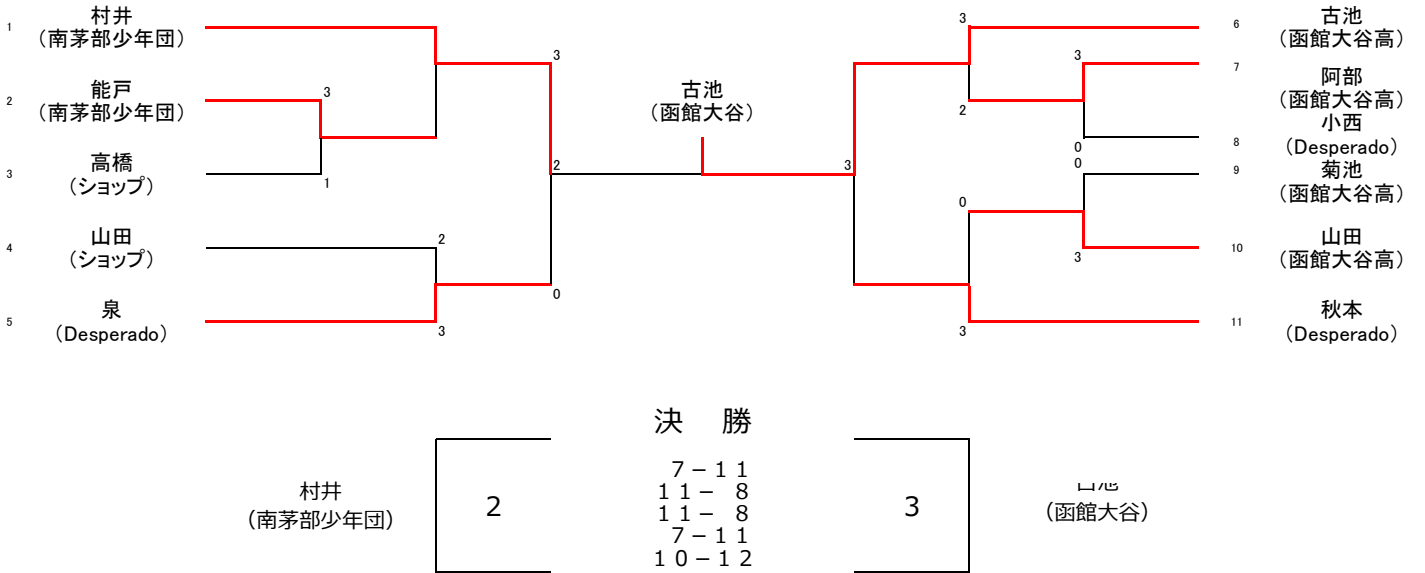 1
村井
（南茅部少年団）
2
能戸
（南茅部少年団）
3
高橋
（ショップ）
4
山田
（ショップ）
5
泉
（Desperado）
3
1
3
2
3
0
2
古池
（函館大谷）
3
3
2
3
0
0
3
0
3
6
古池
（函館大谷高）
7
阿部
（函館大谷高）
8
小西
（Desperado）
9
菊池
（函館大谷高）
10
山田
（函館大谷高）
11
秋本
（Desperado）
決　勝
村井
（南茅部少年団）
2
７－１１
１１－　８
１１－　８
７－１１
１０－１２
3
（函館大谷）